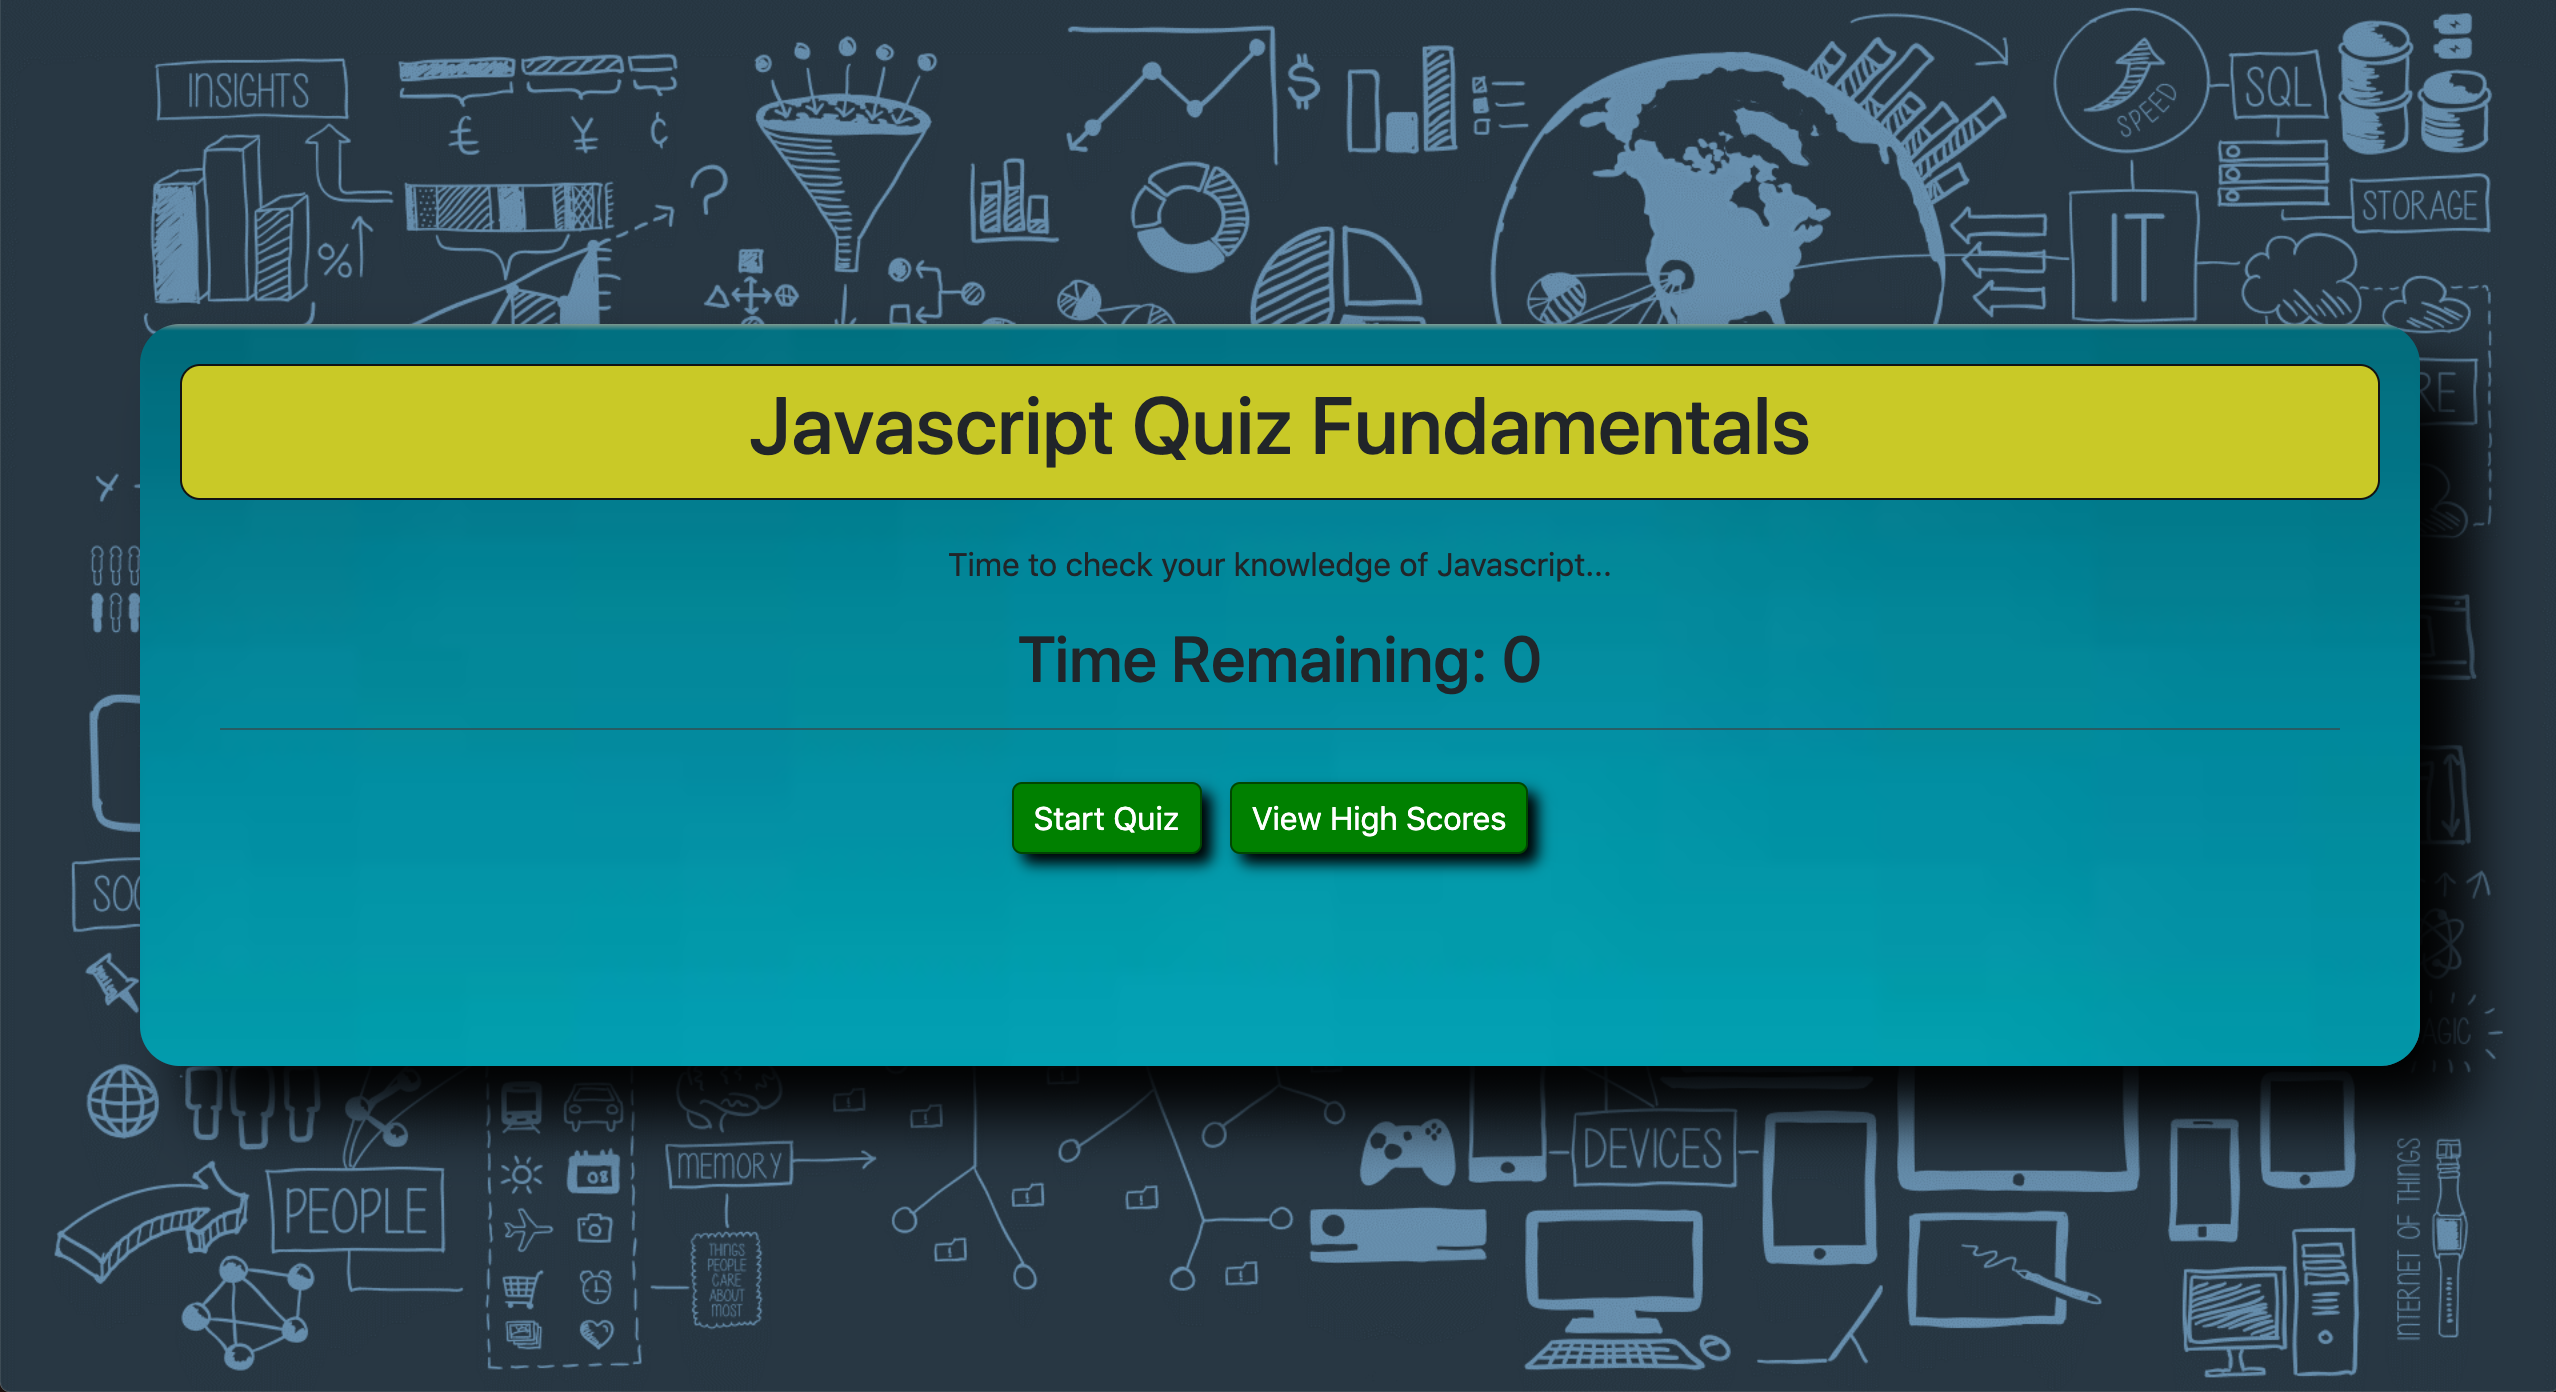 INSIGHTS
€ ¥ ¢
$
SPEED
SQL
?
IT
STORAGE
%
Javascript Quiz Fundamentals
Time to check your knowledge of Javascript...
Time Remaining: 0
Start Quiz
View High Scores
DEVICES
MEMORY
PEOPLE
08
THINGS
PEOPLE
CARE
ABOUT
MOST
INTERNET OF THINGS